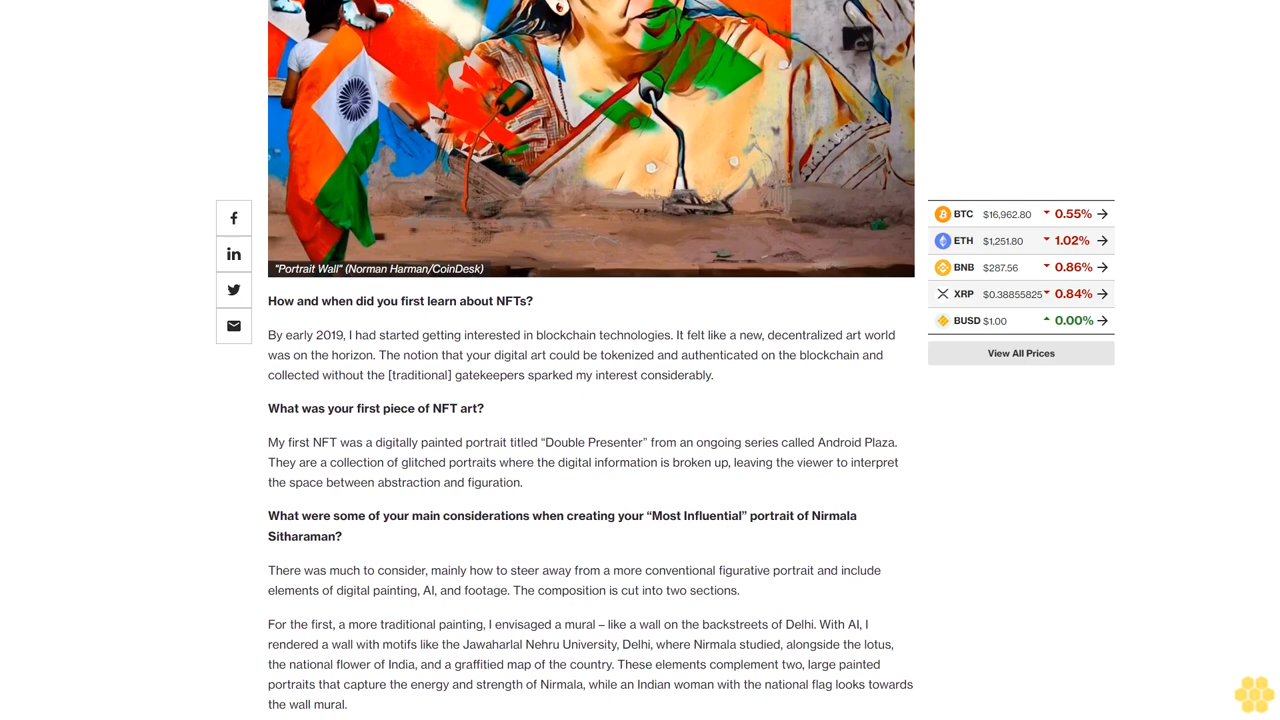 "Portrait Wall" (Norman Harman/CoinDesk)
How and when did you first learn about NFTs?
By early 2019, I had started getting interested in blockchain technologies. It felt like a new, decentralized art world
was on the horizon. The notion that your digital art could be tokenized and authenticated on the blockchain and
collected without the [traditional] gatekeepers sparked my interest considerably.
What was your first piece of NFT art?
My first NFT was a digitally painted portrait titled “Double Presenter” from an ongoing series called Android Plaza.
They are a collection of glitched portraits where the digital information is broken up, leaving the viewer to interpret
the space between abstraction and figuration.
What were some of your main considerations when creating your “Most Influential” portrait of Nirmala
Sitharaman?
There was much to consider, mainly how to steer away from a more conventional figurative portrait and include
elements of digital painting, AI, and footage. The composition is cut into two sections.
For the first, a more traditional painting, I envisaged a mural – like a wall on the backstreets of Delhi. With AI, I
rendered a wall with motifs like the Jawaharlal Nehru University, Delhi, where Nirmala studied, alongside the lotus,
the national flower of India, and a graffitied map of the country. These elements complement two, large painted
portraits that capture the energy and strength of Nirmala, while an Indian woman with the national flag looks towards
the wall mural.
BTC $16,962.80 0.55%
ETH $1,251.80 1.02%
BNB $287.56 0.86%
XRP $0.38855825 0.84%
BUSD $1.00 0.00%
View All Prices